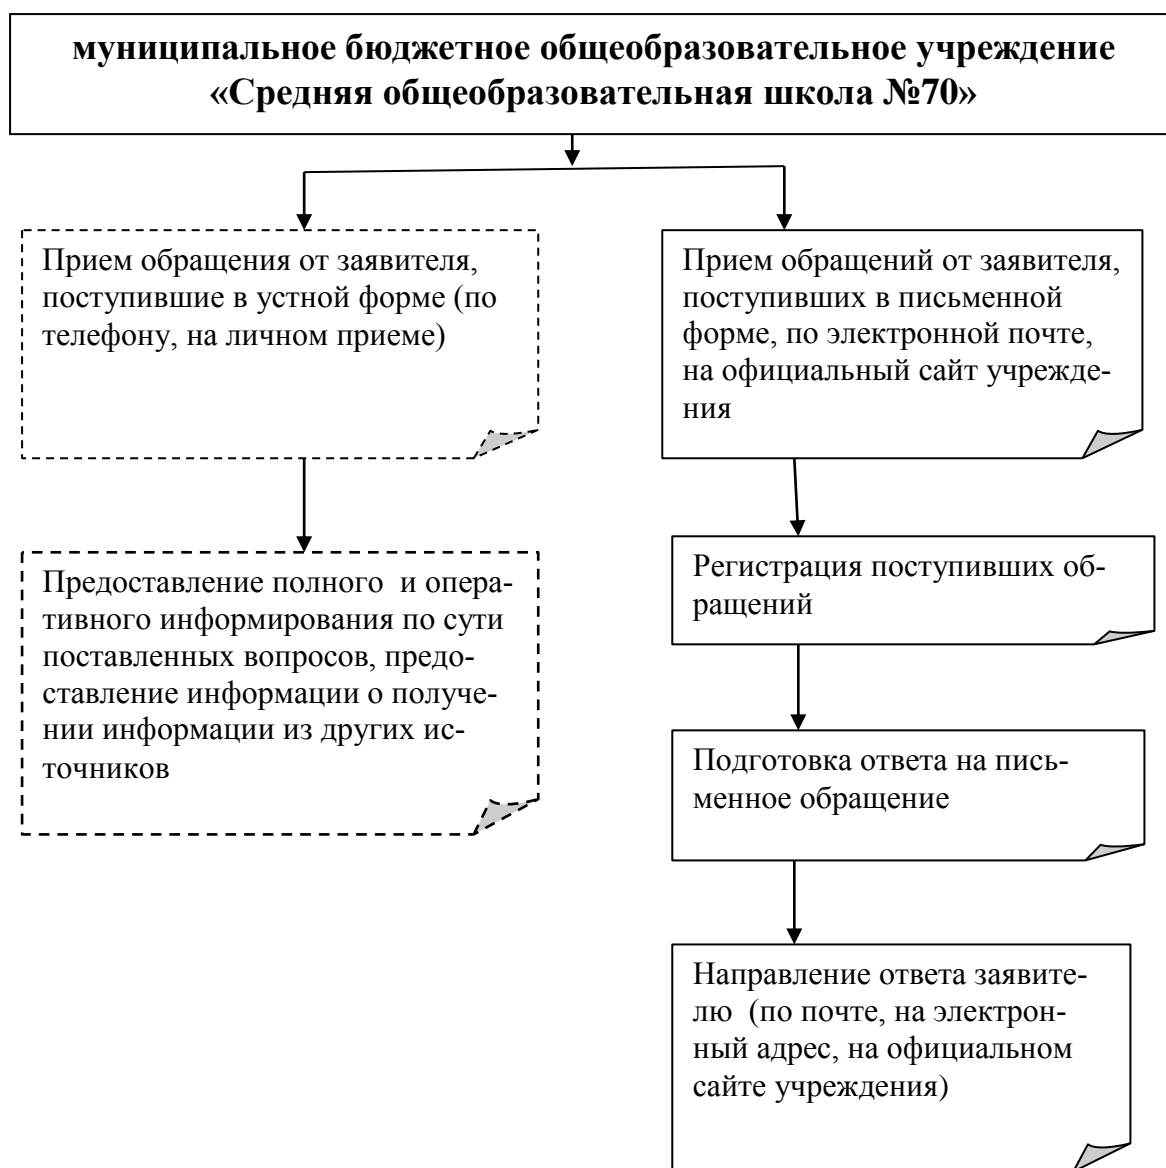 муниципальное бюджетное общеобразовательное учреждение
«Средняя общеобразовательная школа №70»
Прием обращения от заявителя,
поступившие в устной форме (по
телефону, на личном приеме)
Прием обращений от заявителя,
поступивших в письменной
форме, по электронной почте,
на официальный сайт учрежде-
ния
Предоставление полного  и опера-
тивного информирования по сути
поставленных вопросов, предо-
ставление информации о получе-
нии информации из других ис-
точников
Регистрация поступивших об-
ращений
Подготовка ответа на пись-
менное обращение
Направление ответа заявите-
лю  (по почте, на электрон-
ный адрес, на официальном
сайте учреждения)